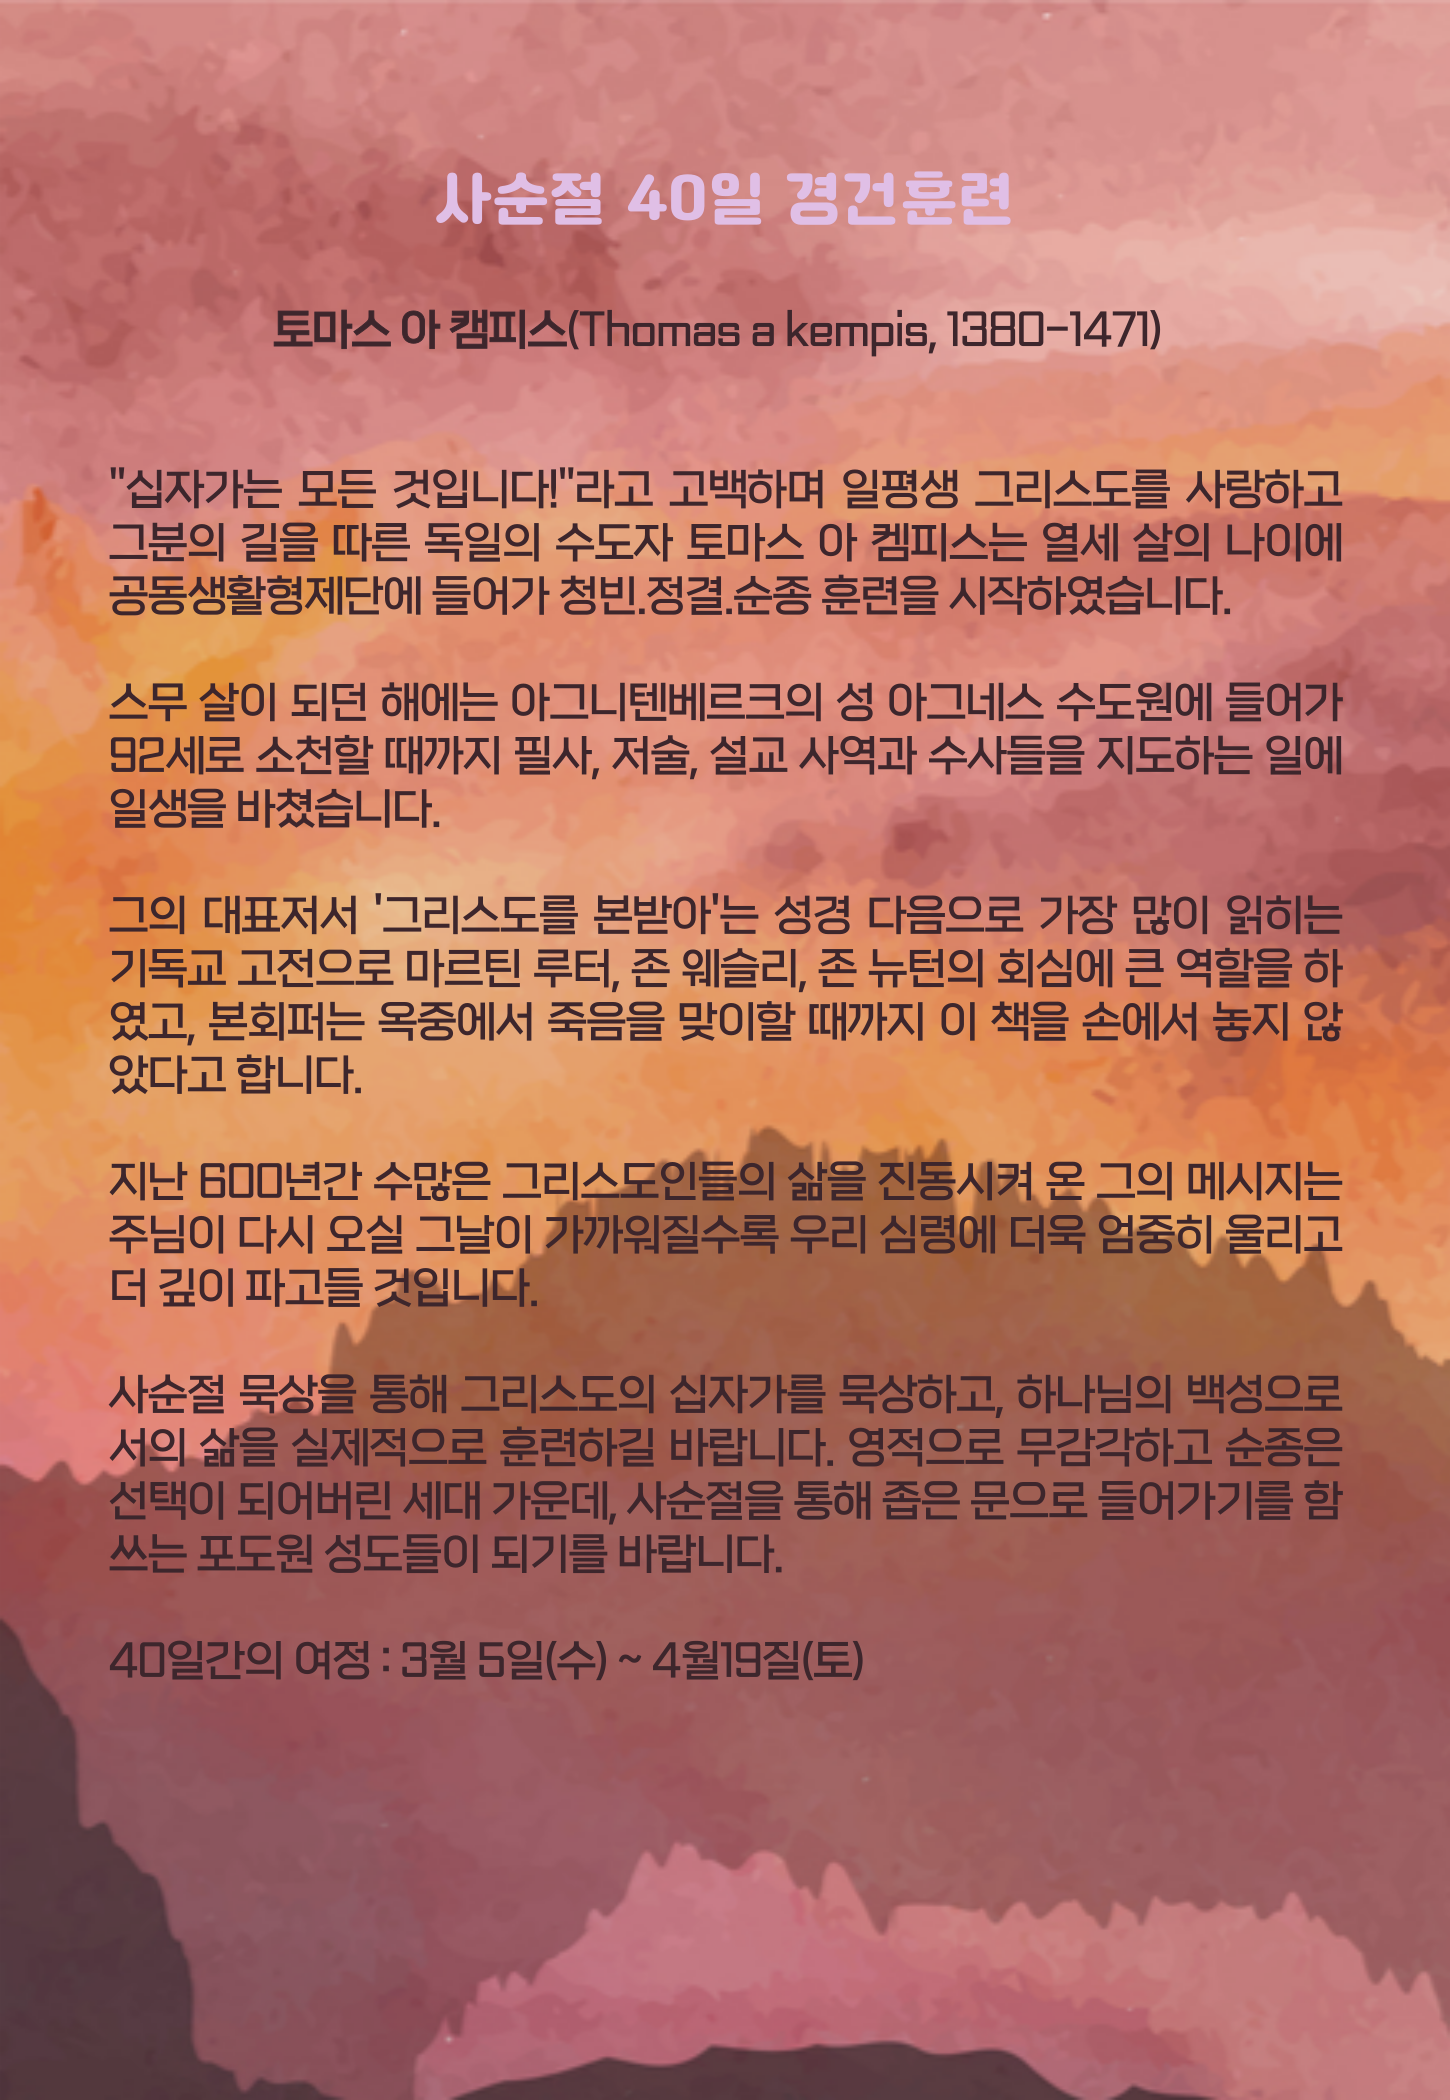 사순절 40일 경건훈련
토마스 아 캠피스(Thomas a kempis, 1380-1471)
"십자가는 모든 것입니다!"라고 고백하며 일평생 그리스도를 사랑하고
그분의 길을 따른 독일의 수도자 토마스 아 켐피스는 열세 살의 나이에
공동생활형제단에 들어가 청빈.정결.순종 훈련을 시작하였습니다.
스무 살이 되던 해에는 아그니텐베르크의 성 아그네스 수도원에 들어가
92세로 소천할 때까지 필사, 저술, 설교 사역과 수사들을 지도하는 일에
일생을 바쳤습니다.
그의 대표저서 '그리스도를 본받아'는 성경 다음으로 가장 많이 읽히는
기독교 고전으로 마르틴 루터, 존 웨슬리, 존 뉴턴의 회심에 큰 역할을 하
였고, 본회퍼는 옥중에서 죽음을 맞이할 때까지 이 책을 손에서 놓지 않
았다고 합니다.
지난 600년간 수많은 그리스도인들의 삶을 진동시켜 온 그의 메시지는
주님이 다시 오실 그날이 가까워질수록 우리 심령에 더욱 엄중히 울리고
더 깊이 파고들 것입니다.
사순절 묵상을 통해 그리스도의 십자가를 묵상하고, 하나님의 백성으로
서의 삶을 실제적으로 훈련하길 바랍니다. 영적으로 무감각하고 순종은
선택이 되어버린 세대 가운데, 사순절을 통해 좁은 문으로 들어가기를 함
쓰는 포도원 성도들이 되기를 바랍니다.
40일간의 여정 : 3월 5일(수) ~ 4월19질(토)